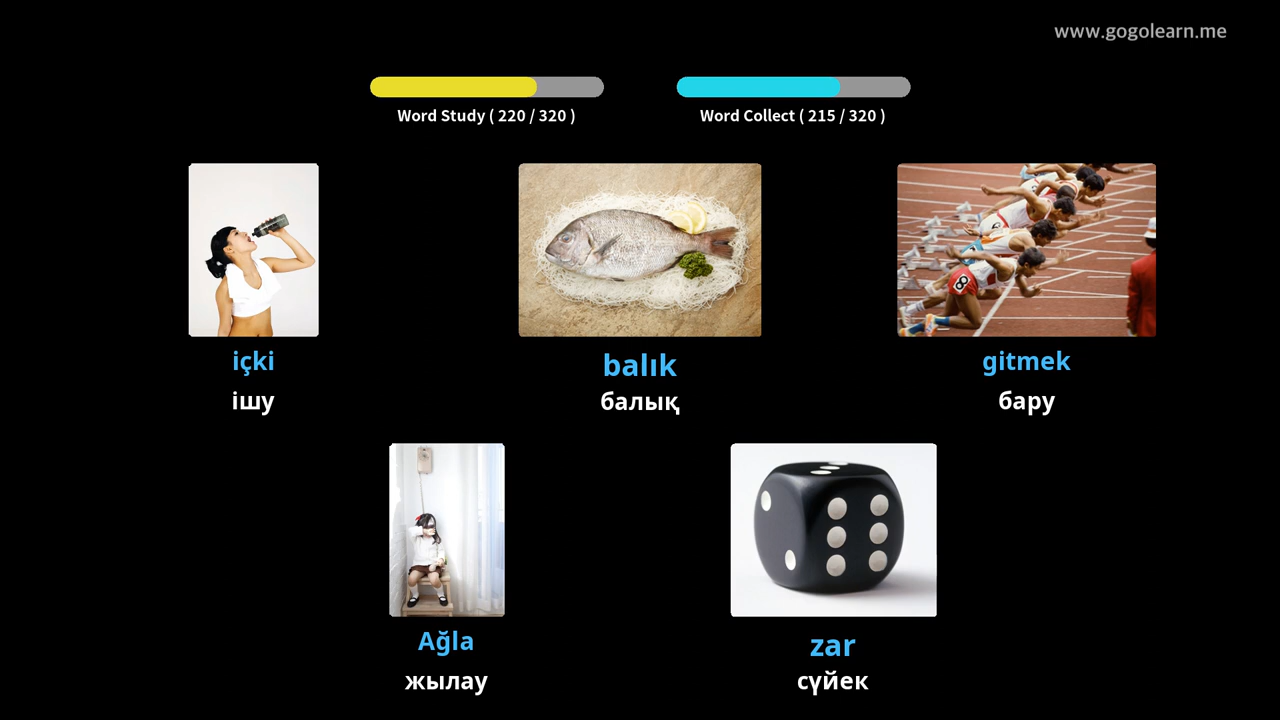 www.gogolearn.me
Word Study ( 220 / 320 )
Word Collect ( 215 / 320 )
içki
balık
gitmek
ішу
балық
бару
8
Ağla
zar
жылау
сүйек